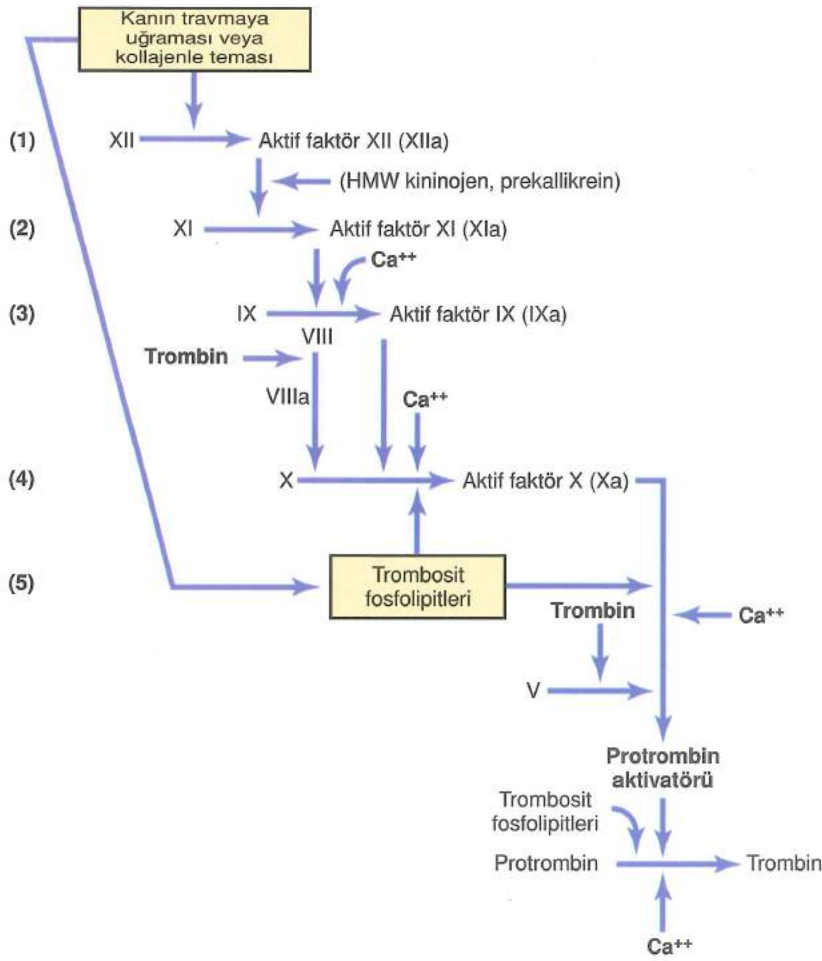 Kanın travmaya
uğraması veya
kollajenle teması
(1) XII Aktif faktör XII (XIIa)
(HMW kininojen, prekallikrein)
(2) XI Aktif faktör XI (XIa)
Ca++
(3) IX Aktif faktör IX (IXa)
VIII
Trombin
VIIIa Ca++
(4) X Aktif faktör X (Xa)
(5) Trombosit
fosfolipitleri
Trombin Ca++
V
Protrombin
aktivatörü
Trombosit
fosfolipitleri
Protrombin Trombin
Ca++